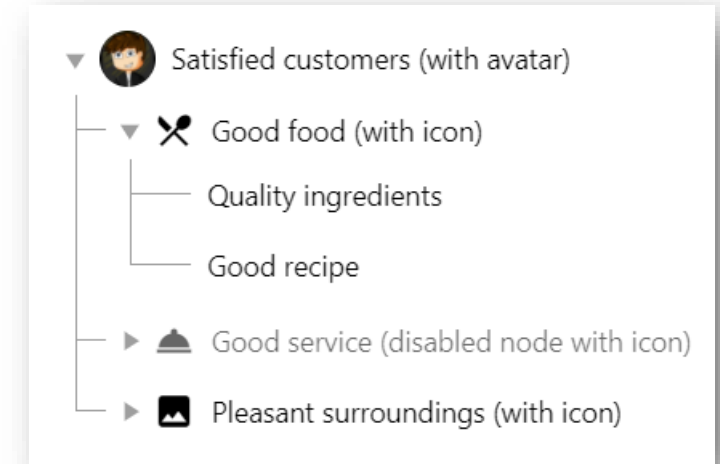 Satisfied customers (with avatar)
Good food (with icon)
Quality ingredients
Good recipe
Good service (disabled node with icon)
Pleasant surroundings (with icon)